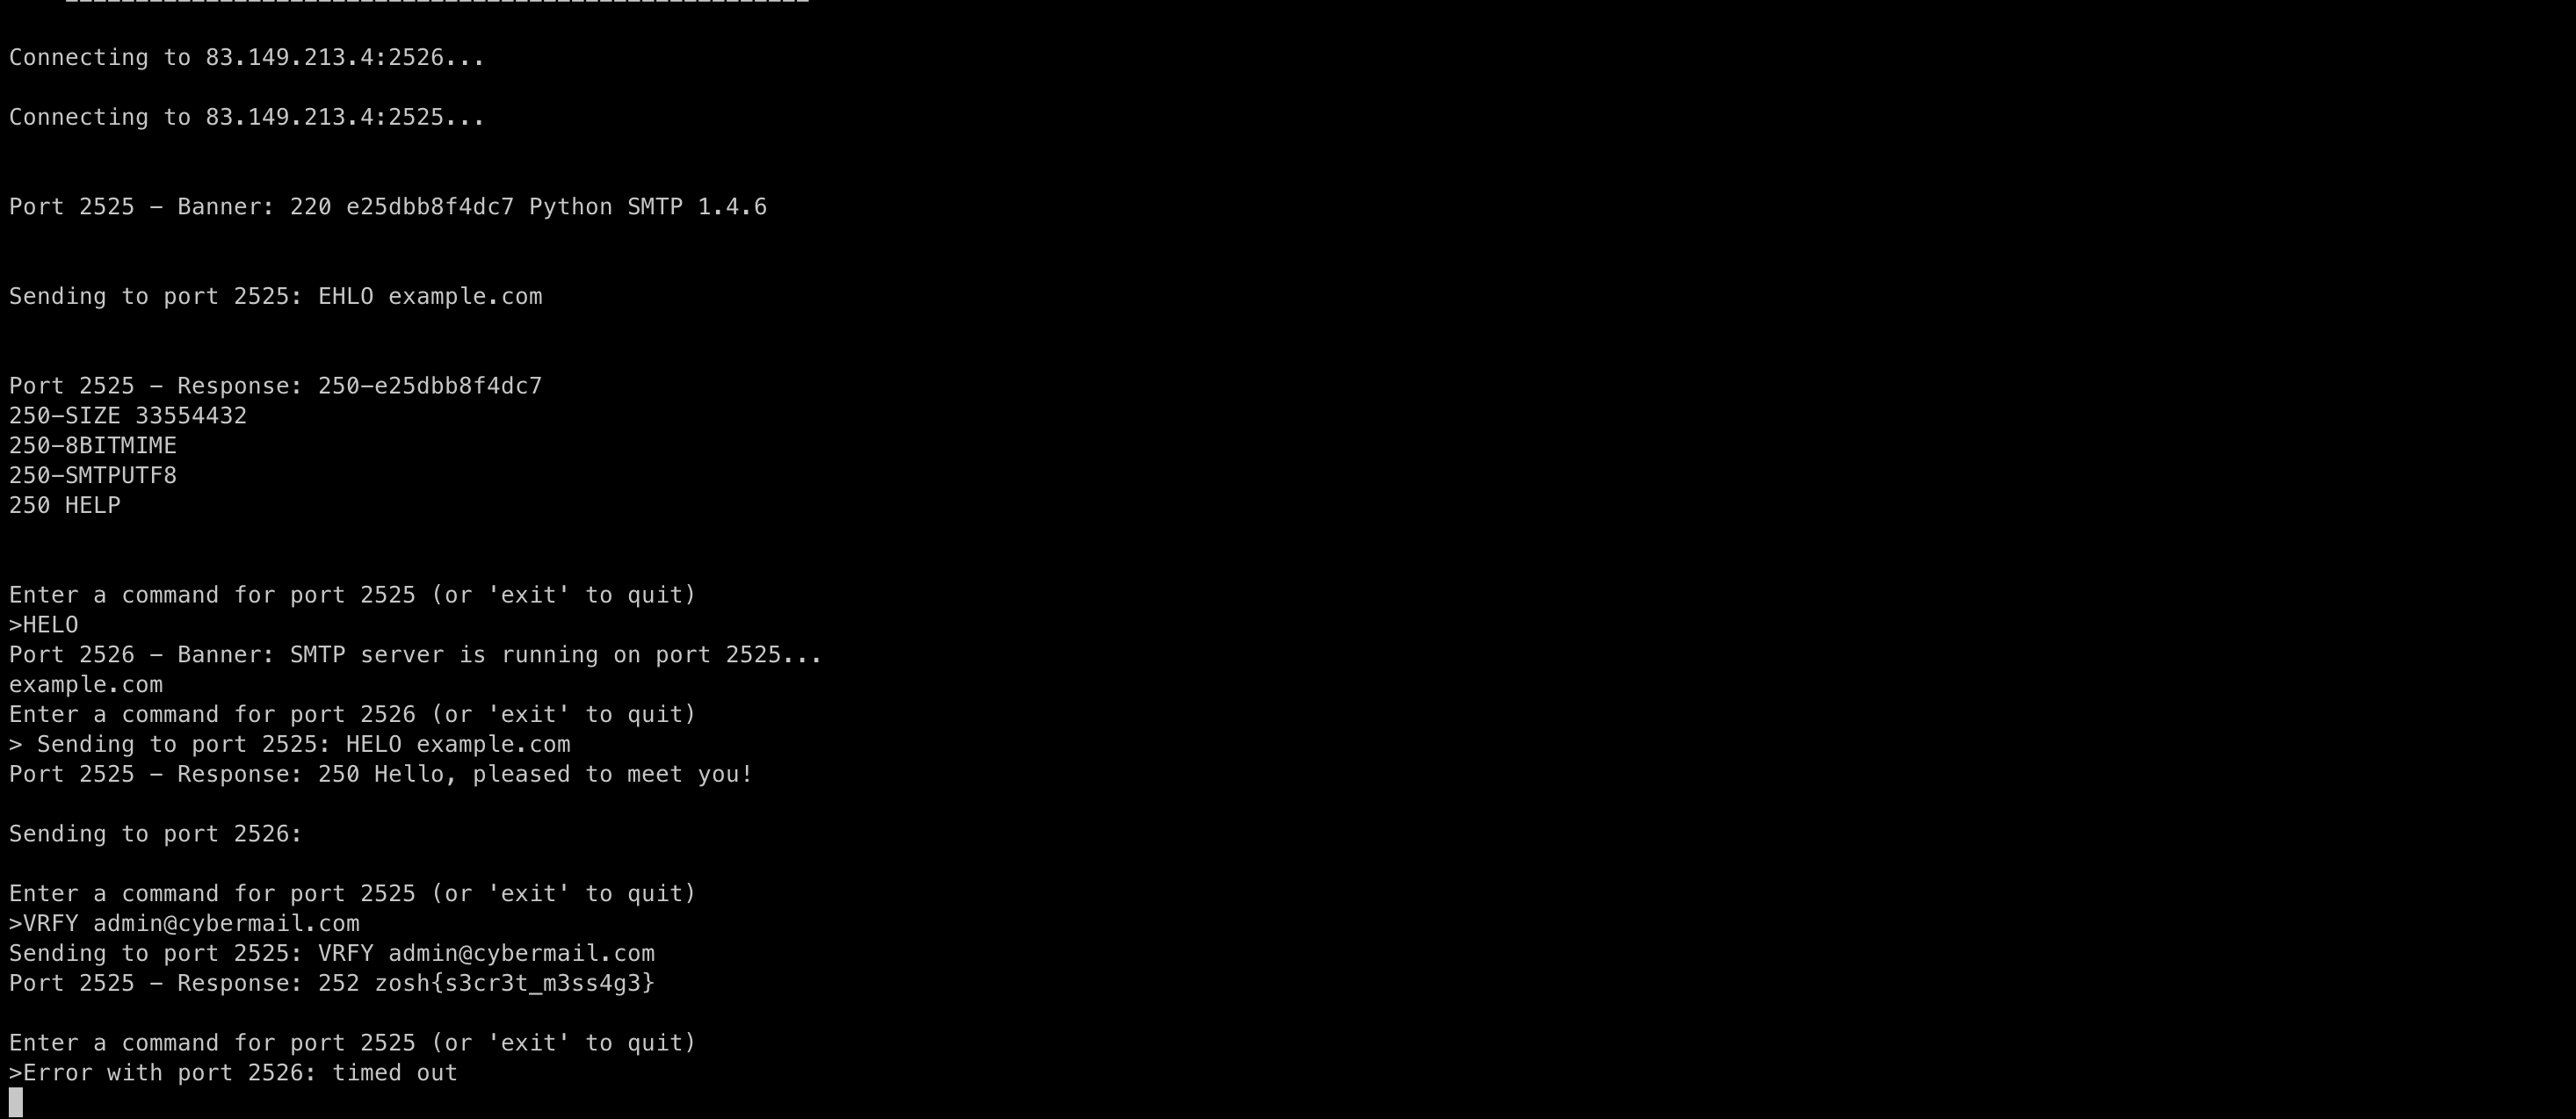 Connecting to 83.149.213.4:2526...
Connecting to 83.149.213.4:2525...
Port 2525 - Banner: 220 e25dbb8f4dc7 Python SMTP 1.4.6
Sending to port 2525: EHLO example.com
Port 2525 - Response: 250-e25dbb8f4dc7
250-SIZE 33554432
250-8BITMIME
250-SMTPUTF8
250 HELP
Enter a command for port 2525 (or 'exit' to quit)
>HELO
Port 2526 - Banner: SMTP server is running on port 2525...
example.com
Enter a command for port 2526 (or 'exit' to quit)
> Sending to port 2525: HELO example.com
Port 2525 - Response: 250 Hello, pleased to meet you!
Sending to port 2526:
Enter a command for port 2525 (or 'exit' to quit)
>VRFY admin@cybermail.com
Sending to port 2525: VRFY admin@cybermail.com
Port 2525 - Response: 252 zosh{s3cr3t_m3ss4g3}
Enter a command for port 2525 (or 'exit' to quit)
>Error with port 2526: timed out